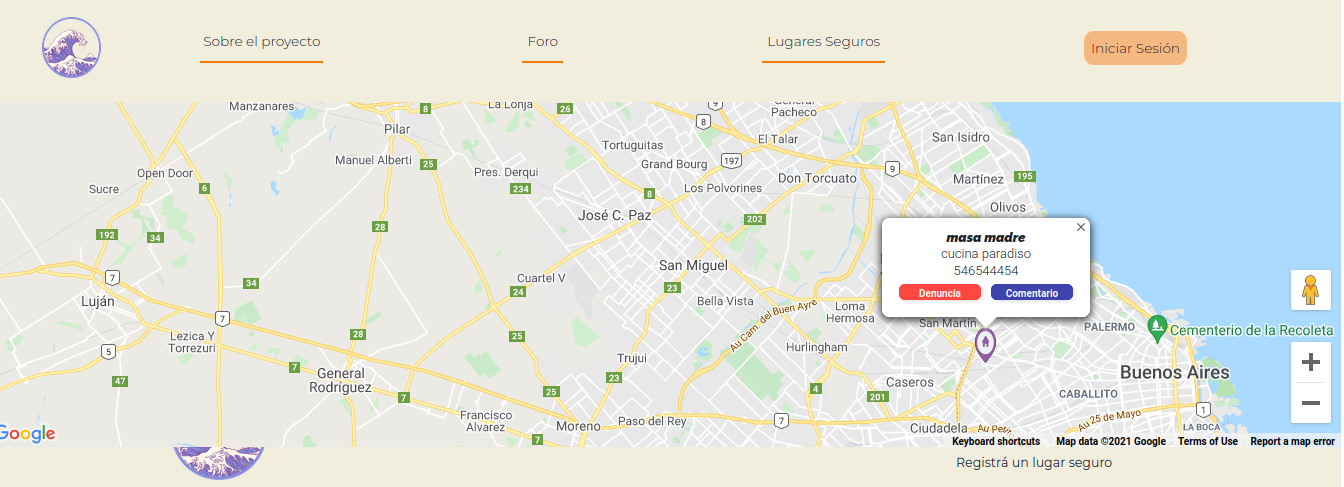 Sobre el proyecto
Foro
Lugares Seguros
Iniciar Sesión
Manzanares
8
La Lonja
26
9
General
Pacheco
Pilar
8
El Talar
San Isidro
Tortuguitas
Manuel Alberti
25
Grand Bourg
197
9
Open Door
Pres. Derqui
Don Torcuato
Martínez
195
Sucre
6
234
8
Los Polvorines
Olivos
José C. Paz
202
28
192
34
masa madre
cucina paradiso
546544454
Denuncia
Comentario
San Miguel
7
Cuartel V
34
23
24
Luján
Bella Vista
Au Cam. del Buen Ayre
Loma
Hermosa
7
San Martín
PALERMO
Cementerio de la Recoleta
Lezica Y
Torrezuri
28
25
5
Hurlingham
Trujui
7
General
Rodríguez
47
23
Buenos Aires
Caseros
4
25
7
201
CABALLITO
Francisco
Alvarez
Moreno
Paso del Rey
7
1
Au 25 de Mayo
LA BOCA
Ciudadela
7
Google
Keyboard shortcuts
Map data ©2021 Google
Terms of Use
Report a map error
Registrá un lugar seguro